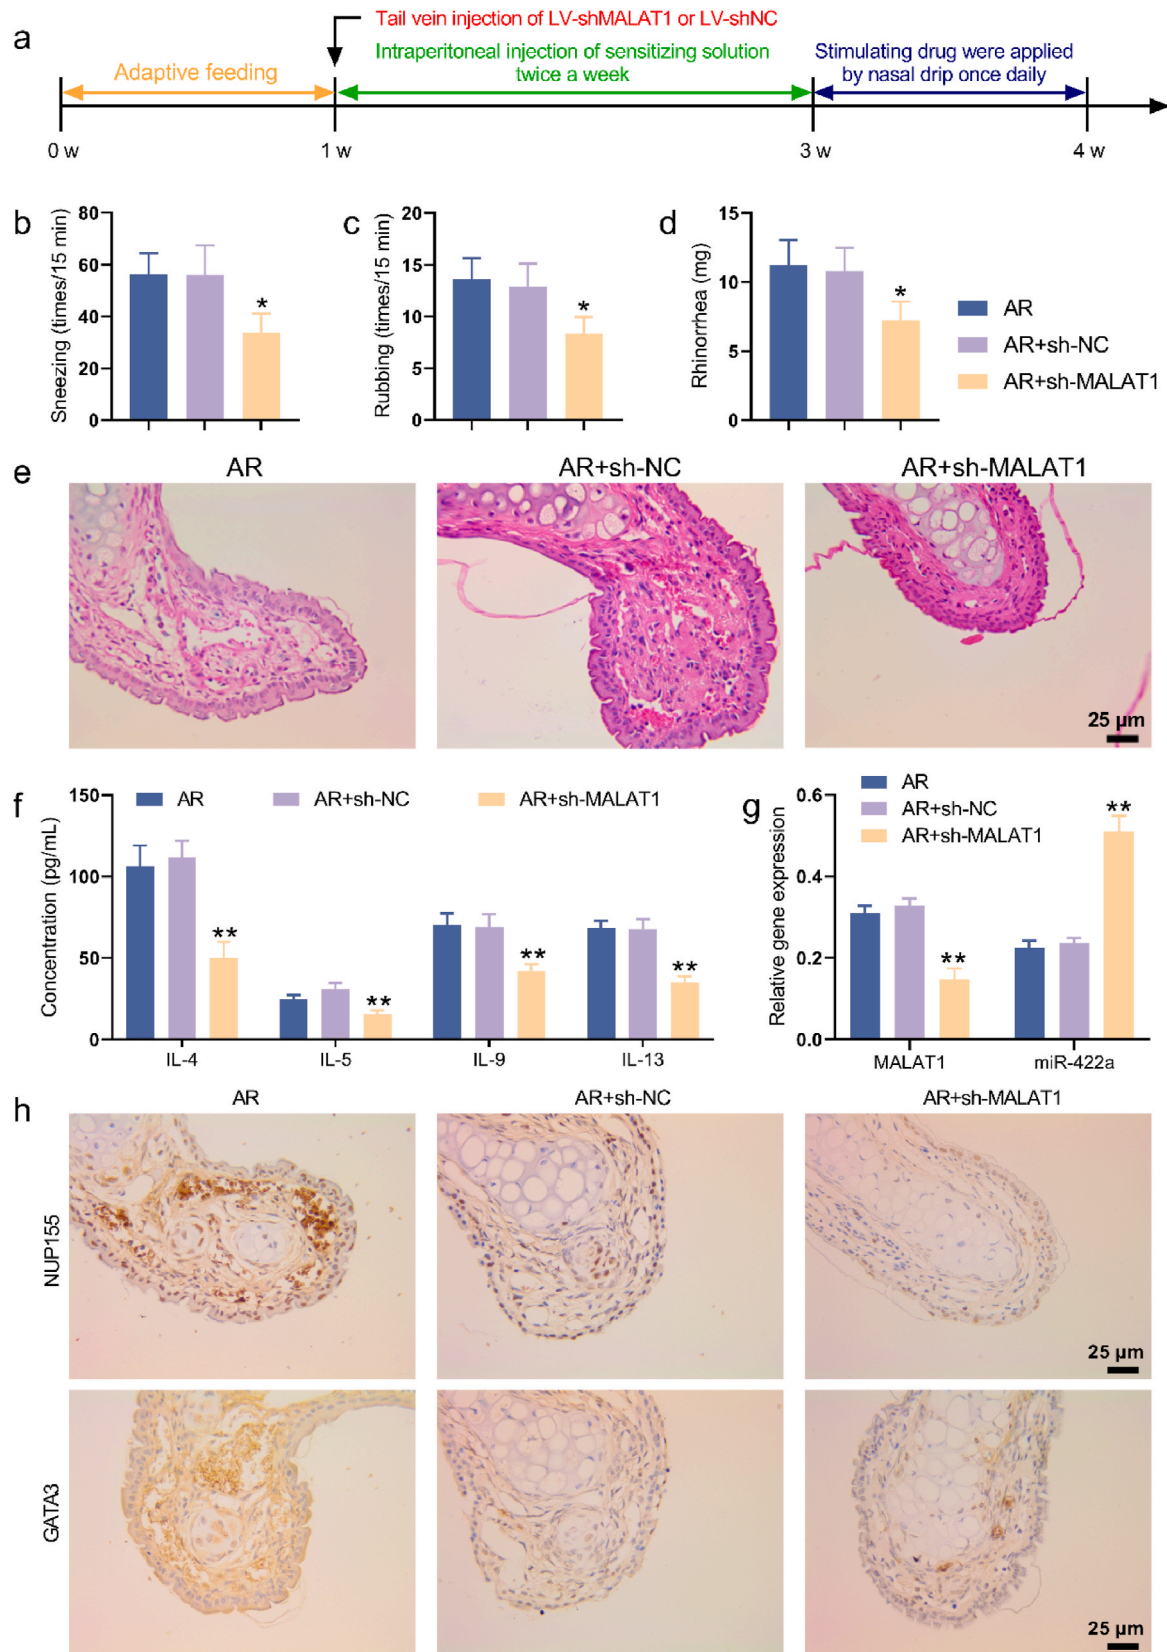 a
Tail vein injection of LV-shMALAT1 or LV-shNC
Adaptive feeding
Intraperitoneal injection of sensitizing solution
twice a week
Stimulating drug were applied
by nasal drip once daily
0 w
1 w
3 w
4 w
b
Sneezing (times/15 min)
80
60
40
20
0
*
c
Rubbing (times/15 min)
20
15
10
5
0
*
d
Rhinorrhea (mg)
15
10
5
0
*
AR
AR+sh-NC
AR+sh-MALAT1
e
AR
AR+sh-NC
AR+sh-MALAT1
25 µm
f
AR
AR+sh-NC
AR+sh-MALAT1
Concentration (pg/mL)
150
100
50
0
**
**
**
**
IL-4
IL-5
IL-9
IL-13
g
AR
AR+sh-NC
AR+sh-MALAT1
Relative gene expression
0.6
0.4
0.2
0.0
**
**
MALAT1
miR-422a
h
AR
AR+sh-NC
AR+sh-MALAT1
NUP155
25 µm
GATA3
25 µm